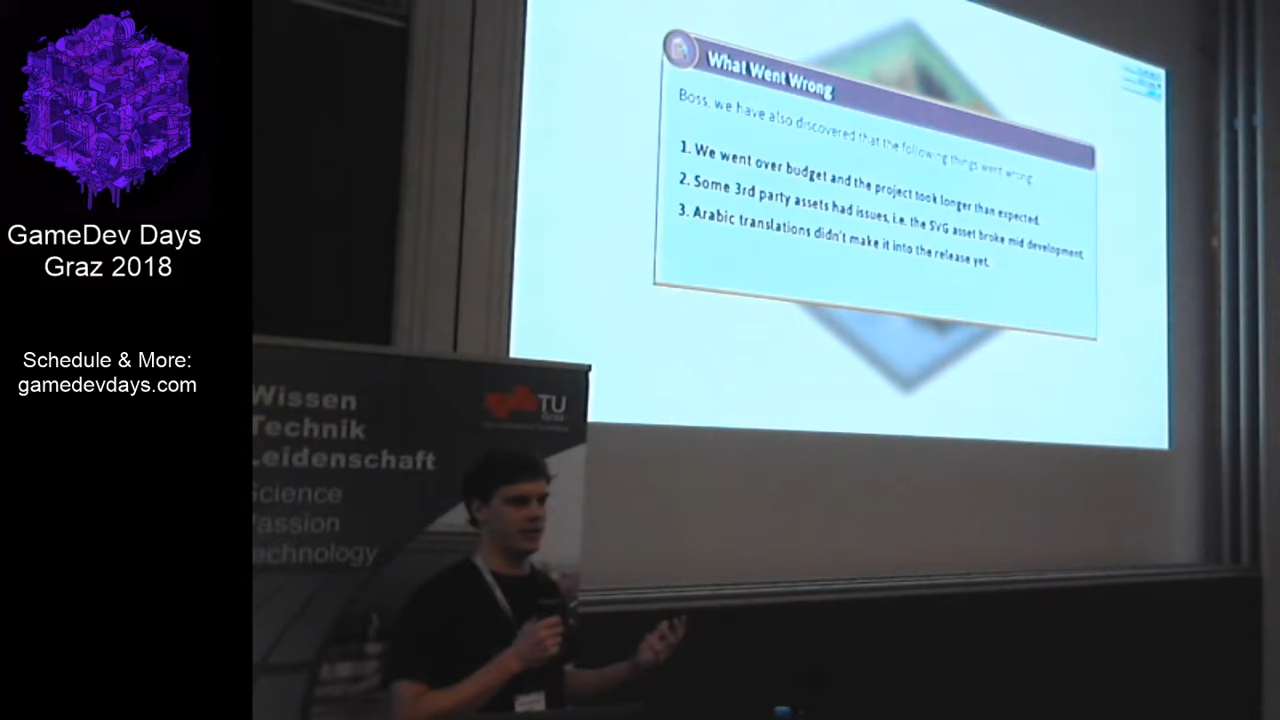 GameDev Days
Graz 2018
Schedule & More:
gamedevdays.com
What Went Wrong
Boss, we have also discovered that the following things went wrong:
1. We went over budget and the project took longer than expected.
2. Some 3rd party assets had issues, i.e. the SVG asset broke mid development.
3. Arabic translations didn't make it into the release yet.
Wissen
Technik
Leidenschaft
Science
Passion
Technology
TU
Graz